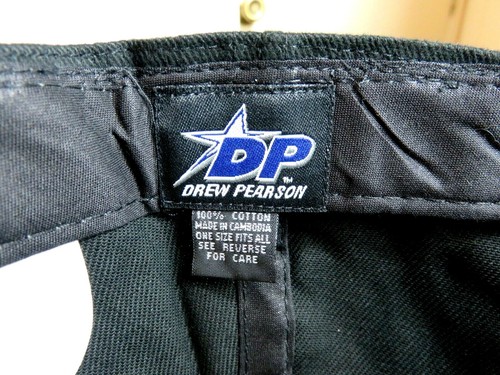 DP
TM
DREW PEARSON
100% COTTON
MADE IN CAMBODIA
ONE SIZE FITS ALL
SEE REVERSE
FOR CARE